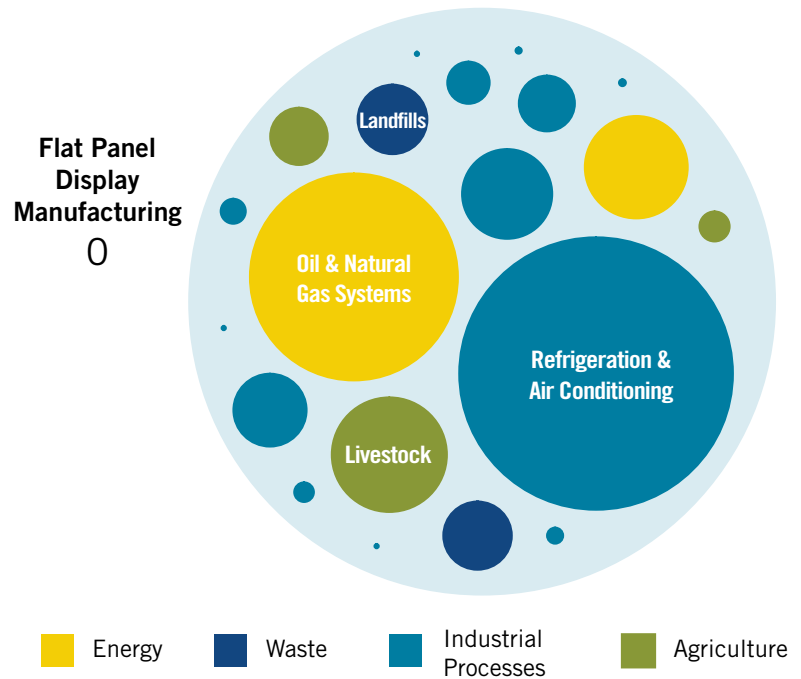 Landfills
Flat Panel
Display
Manufacturing
0
Oil & Natural
Gas Systems
Refrigeration &
Air Conditioning
Livestock
Energy
Waste
Industrial
Processes
Agriculture